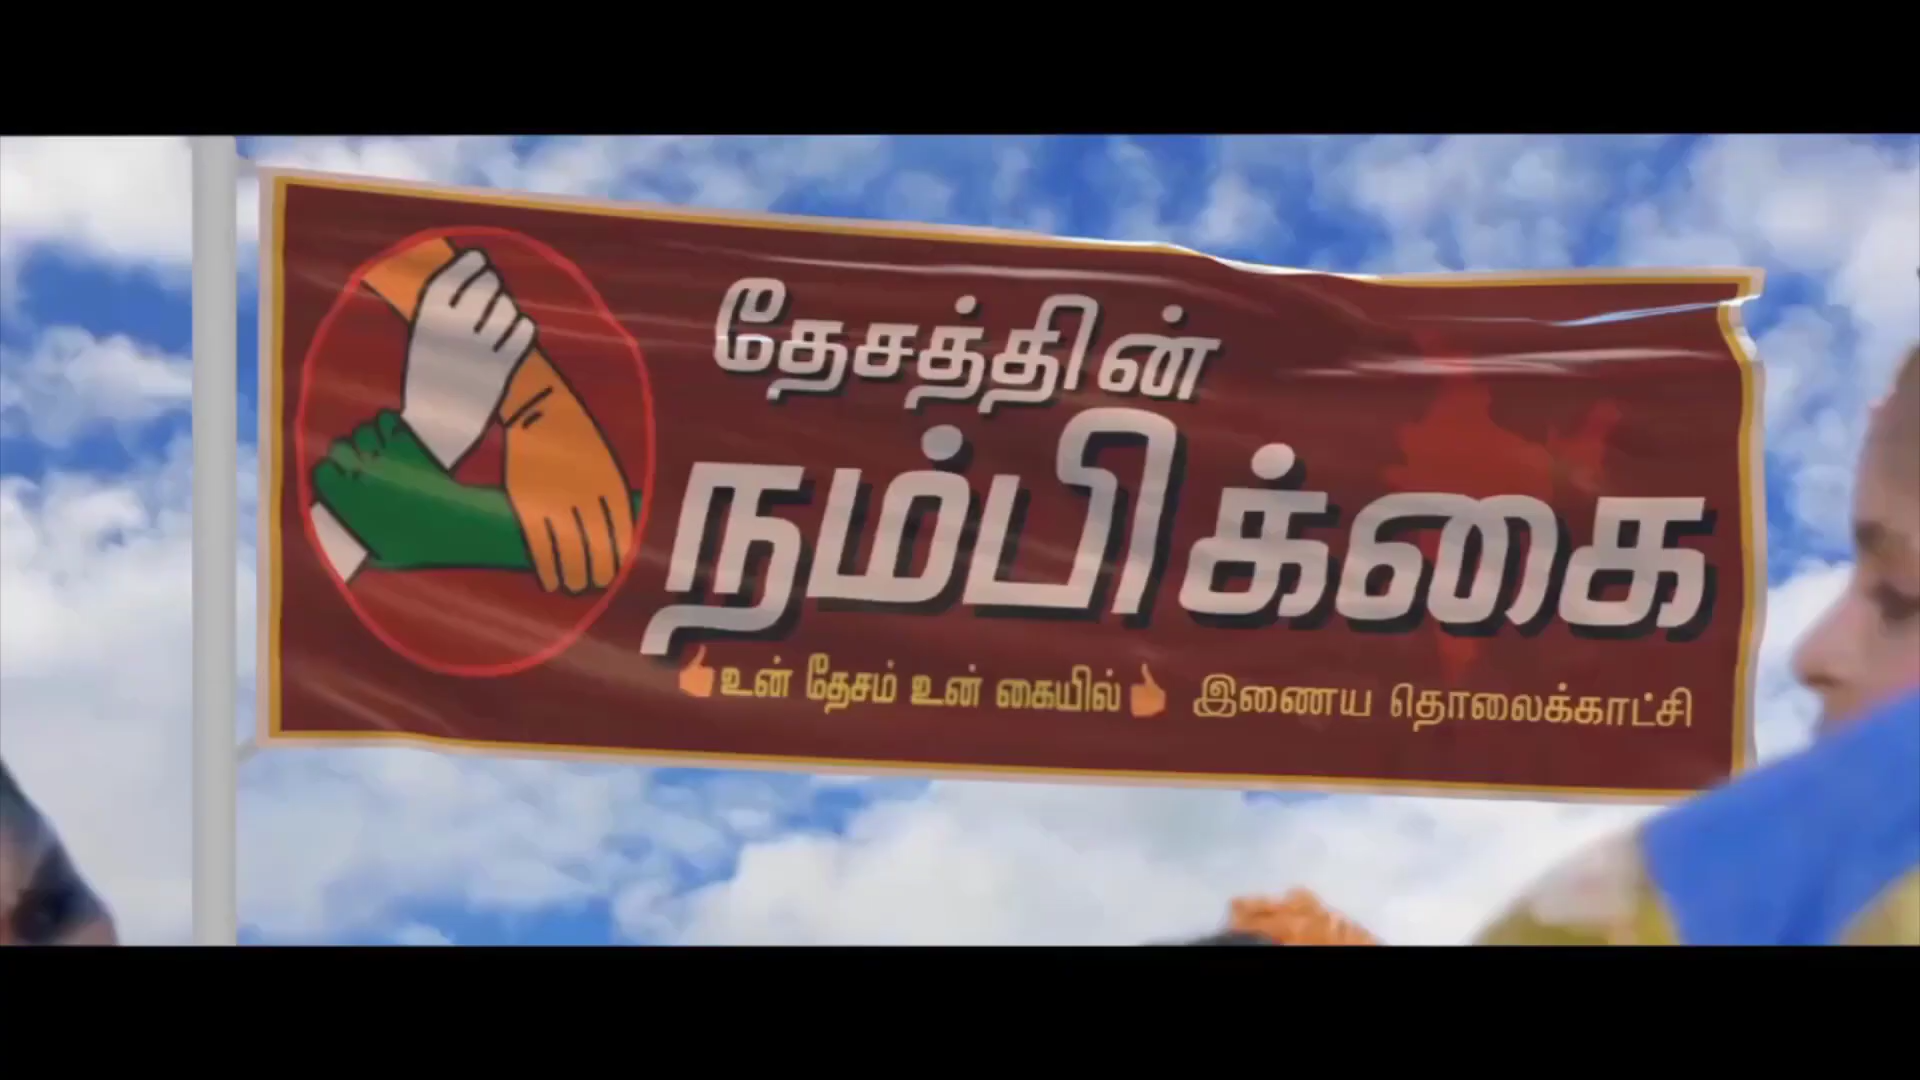 தேசத்தின்
நம்பிக்கை
உன் தேசம் உன் கையில் இணைய தொலைக்காட்சி